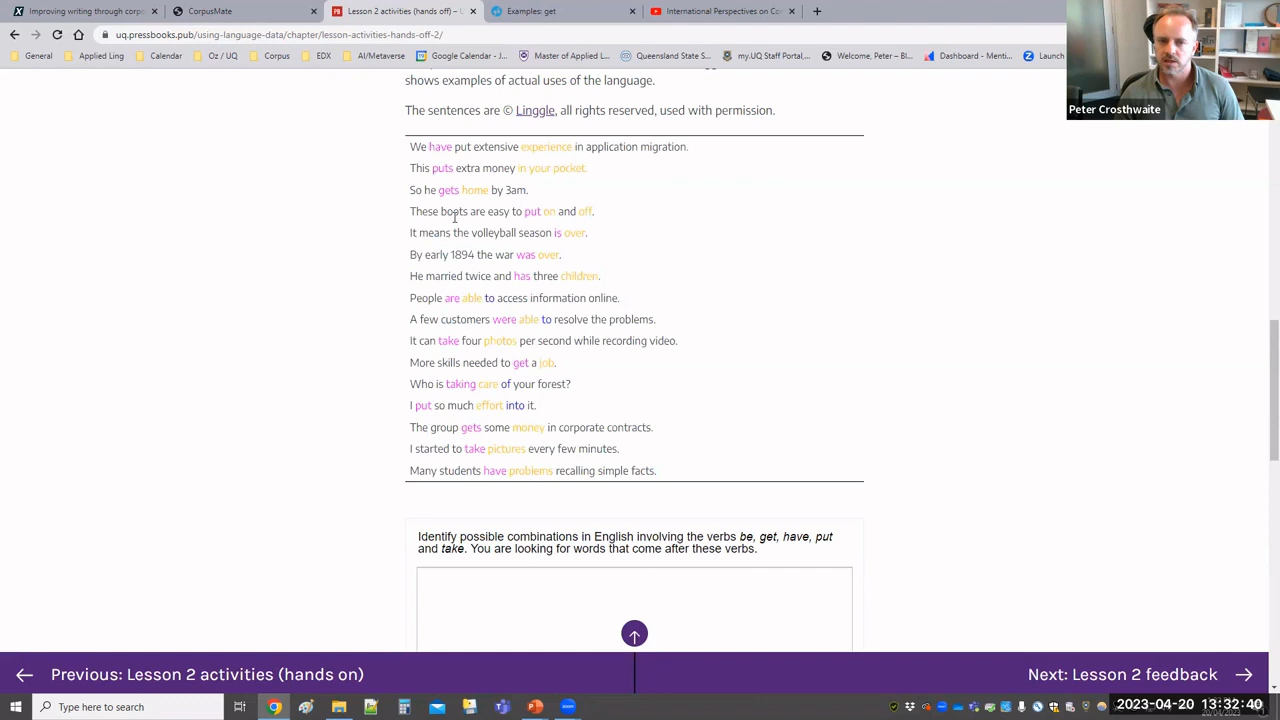 Improving writing through corpor
CorpusMate
Lesson 2 activities (hands off) – L
Examples: get
International Perspectives on Co
uq.pressbooks.pub/using-language-data/chapter/lesson-activities-hands-off-2/
General
Applied Ling
Calendar
Oz / UQ
Corpus
EDX
AI/Metaverse
Google Calendar - J
Master of Applied L
Queensland State S...
my.UQ Staff Portal,
Welcome, Peter – Bl...
Dashboard - Menti...
Launch
Peter Crosthwaite
shows examples of actual uses of the language.
The sentences are © Linggle, all rights reserved, used with permission.
We have put extensive experience in application migration.
This puts extra money in your pocket.
So he gets home by 3am.
These boots are easy to put on and off.
It means the volleyball season is over.
By early 1894 the war was over.
He married twice and has three children.
People are able to access information online.
A few customers were able to resolve the problems.
It can take four photos per second while recording video.
More skills needed to get a job.
Who is taking care of your forest?
I put so much effort into it.
The group gets some money in corporate contracts.
I started to take pictures every few minutes.
Many students have problems recalling simple facts.
Identify possible combinations in English involving the verbs be, get, have, put
and take. You are looking for words that come after these verbs.
Previous: Lesson 2 activities (hands on)
Next: Lesson 2 feedback
Type here to search
2023-04-20 13:32:40